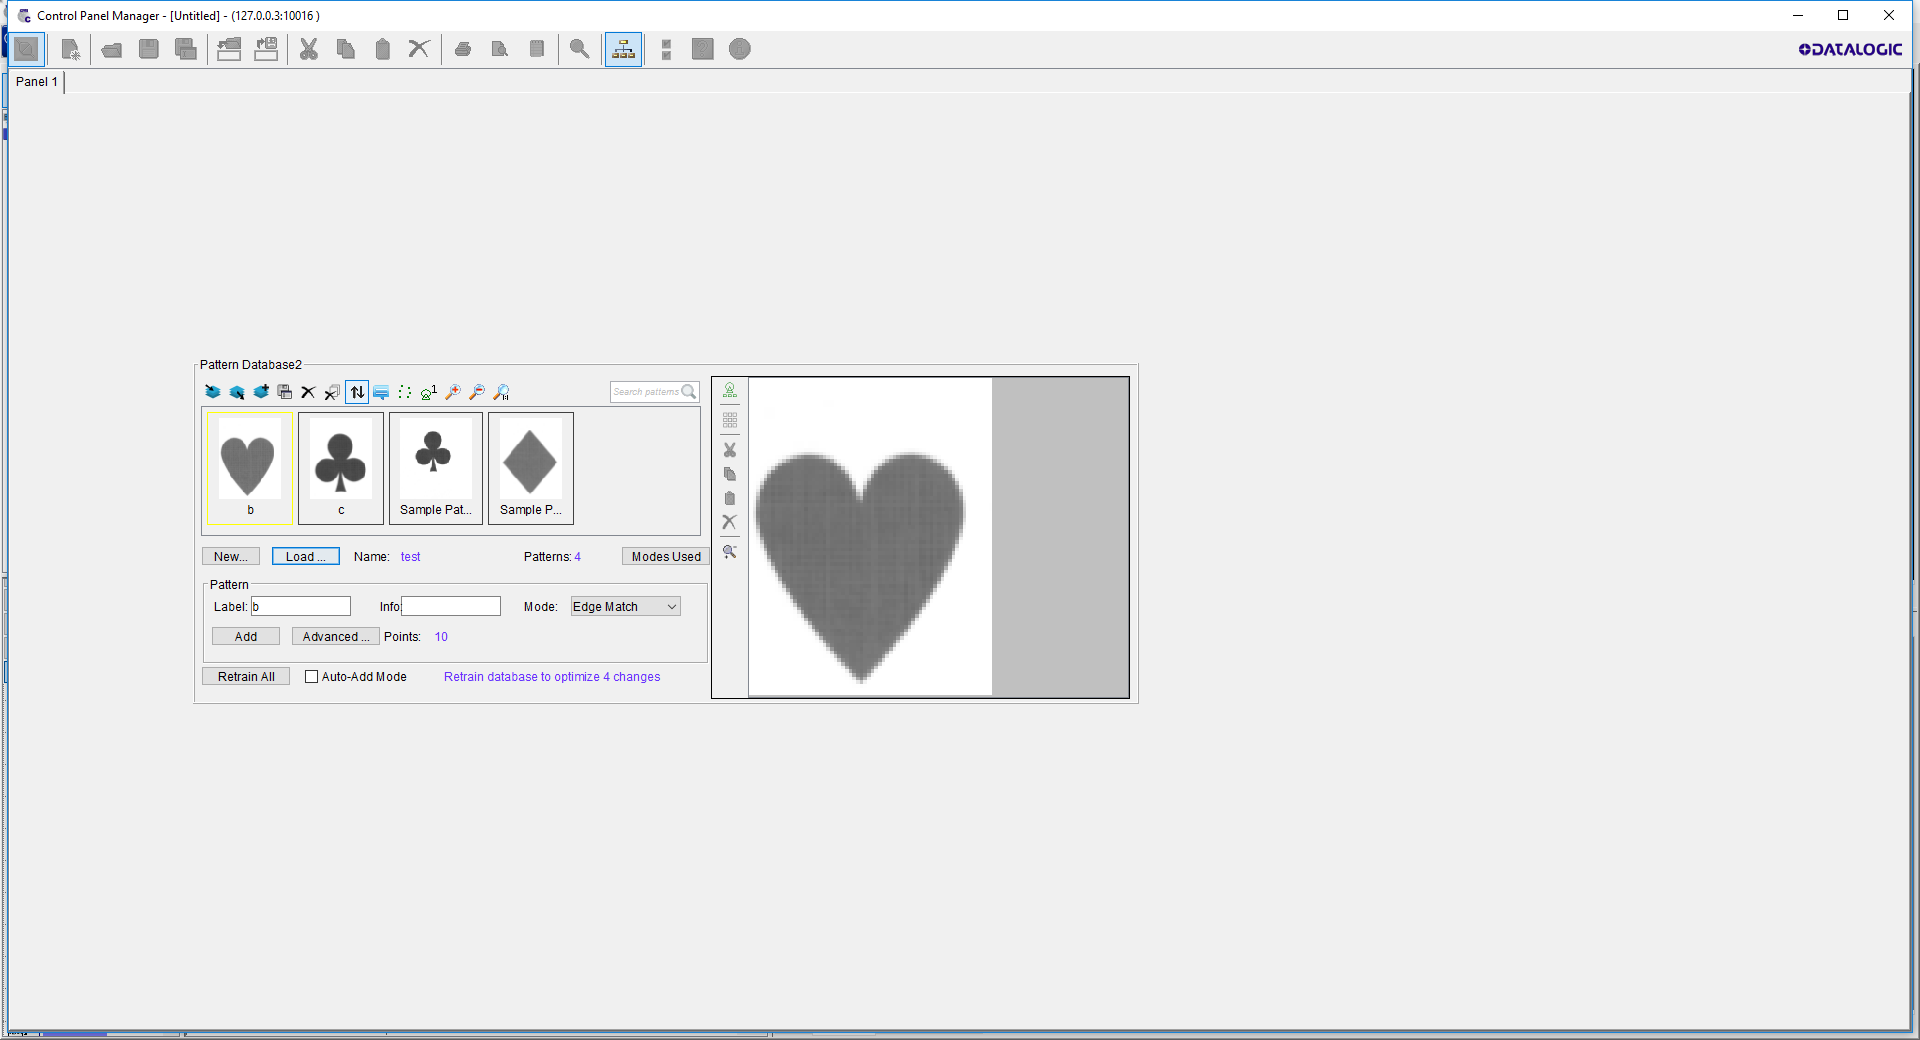 Control Panel Manager - [Untitled] - (127.0.0.3:10016 )
DATALOGIC
Panel 1
Pattern Database2
Search patterns
b
c
Sample Pat...
Sample P...
New...
Load ...
Name: test
Patterns: 4
Modes Used
Pattern
Label: b
Info:
Mode: Edge Match
Add
Advanced ...
Points: 10
Retrain All
Auto-Add Mode
Retrain database to optimize 4 changes